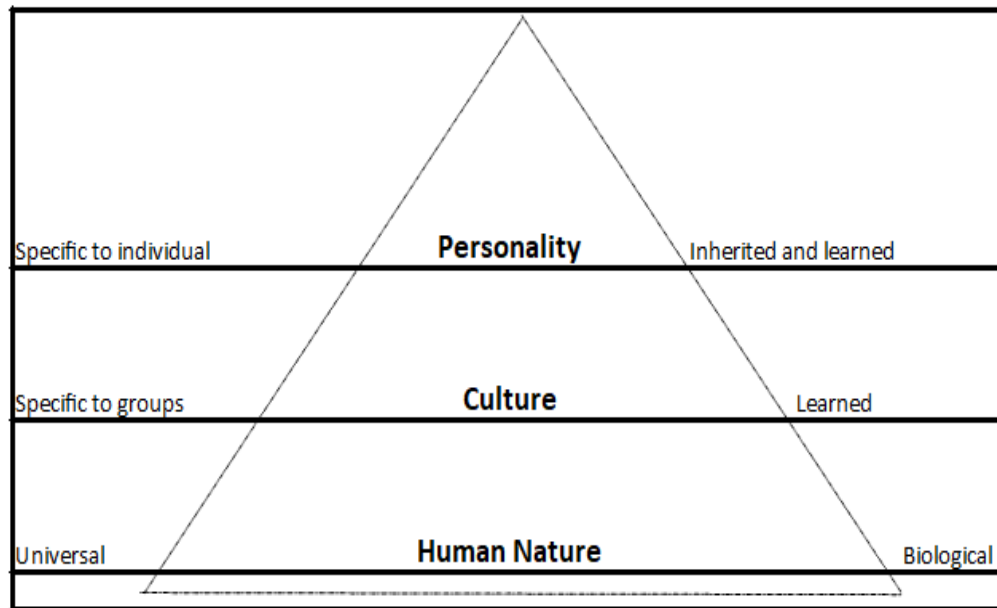 Specific to individual Personality Inherited and learned
Specific to groups Culture Learned
Universal Human Nature Biological